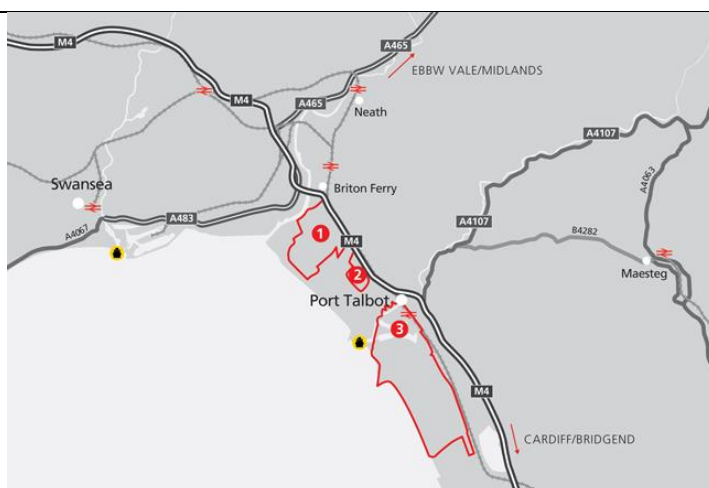 M4
A465
EBBW VALE/MIDLANDS
M4
A465
Neath
A4107
Swansea
Briton Ferry
A4063
A483
A4107
A4067
1
M4
B4282
2
Maesteg
Port Talbot
3
M4
CARDIFF/BRIDGEND